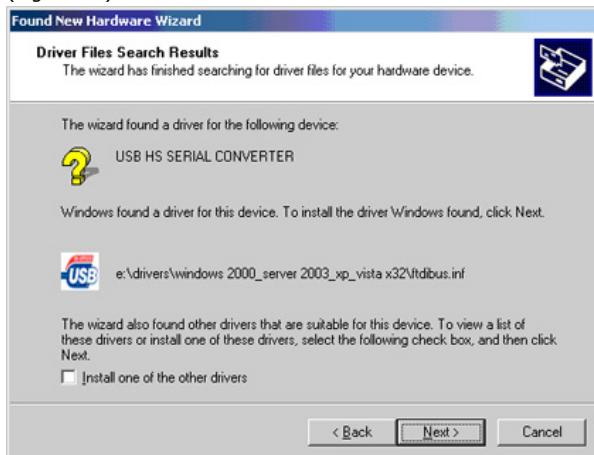 Found New Hardware Wizard
Driver Files Search Results
The wizard has finished searching for driver files for your hardware device.
The wizard found a driver for the following device:
USB HS SERIAL CONVERTER
Windows found a driver for this device. To install the driver Windows found, click Next.
USB
e:\drivers\windows 2000_server 2003_xp_vista x32\ftdibus.inf
The wizard also found other drivers that are suitable for this device. To view a list of
these drivers or install one of these drivers, select the following check box, and then click
Next.
Install one of the other drivers
< Back Next > Cancel